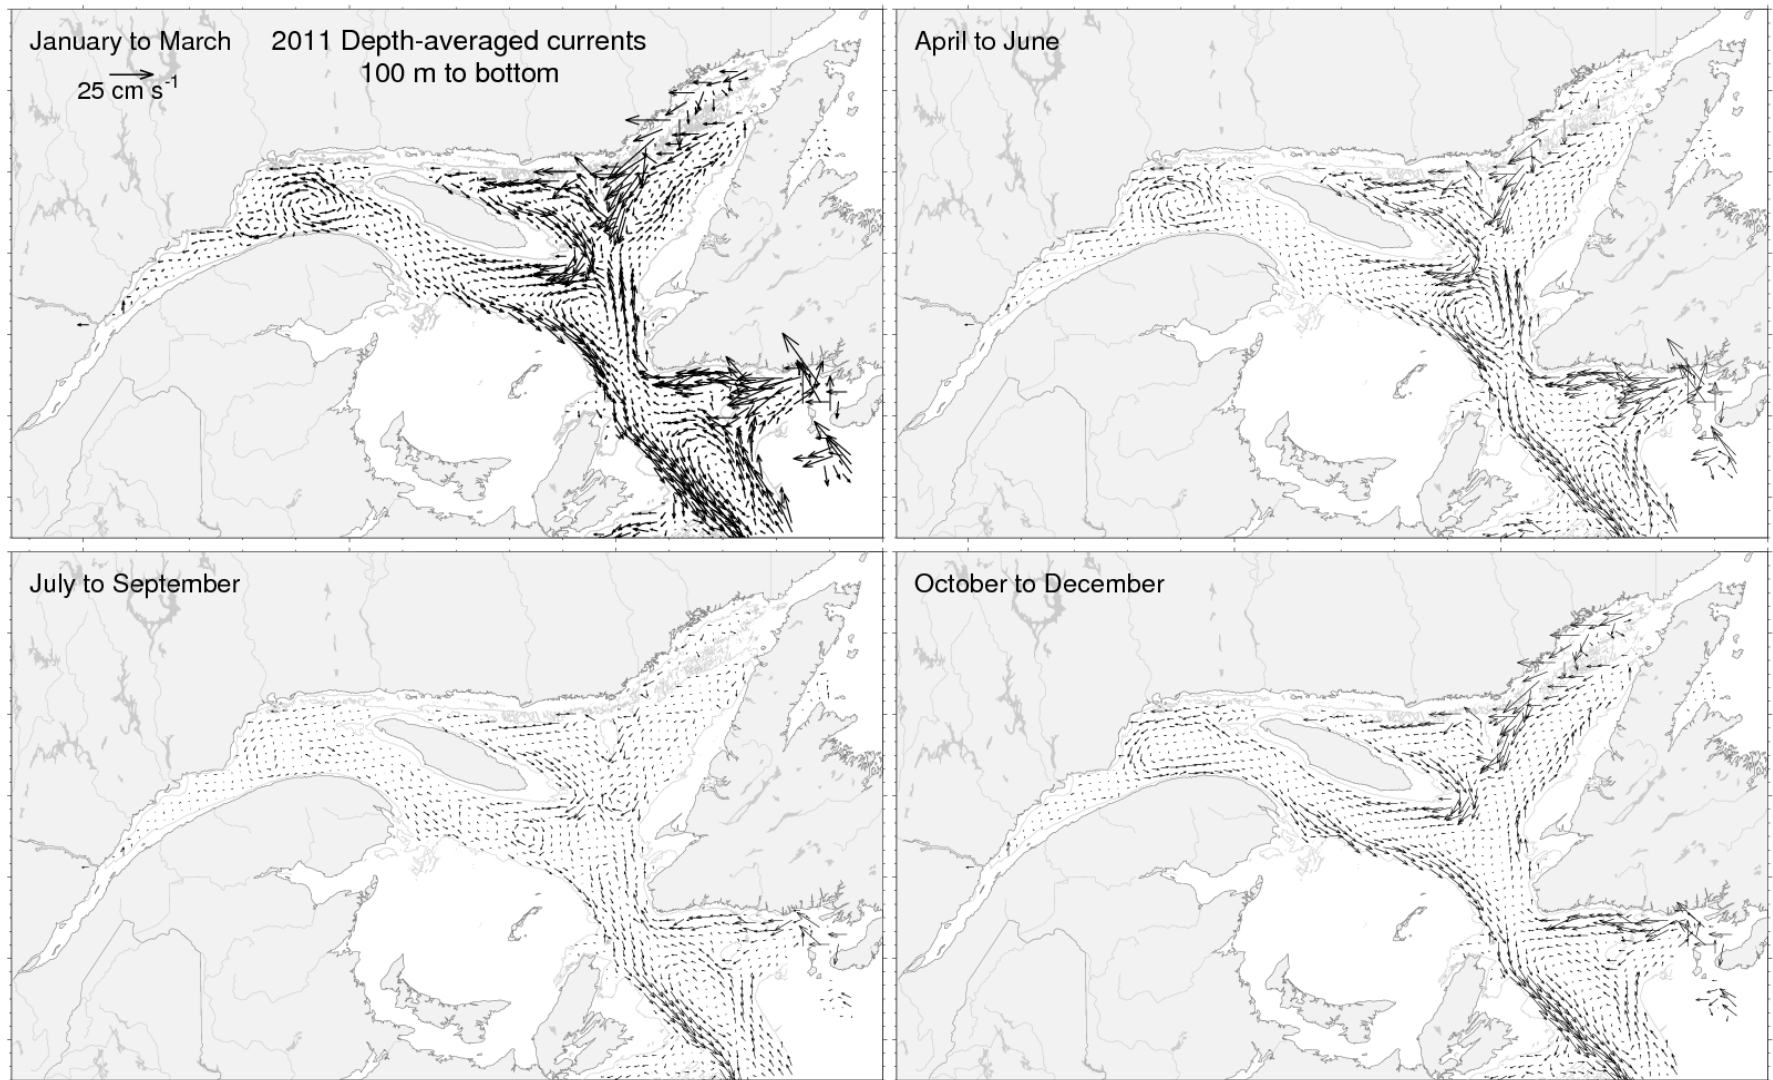 January to March
2011 Depth-averaged currents
100 m to bottom
25 cm s⁻¹
April to June
July to September
October to December